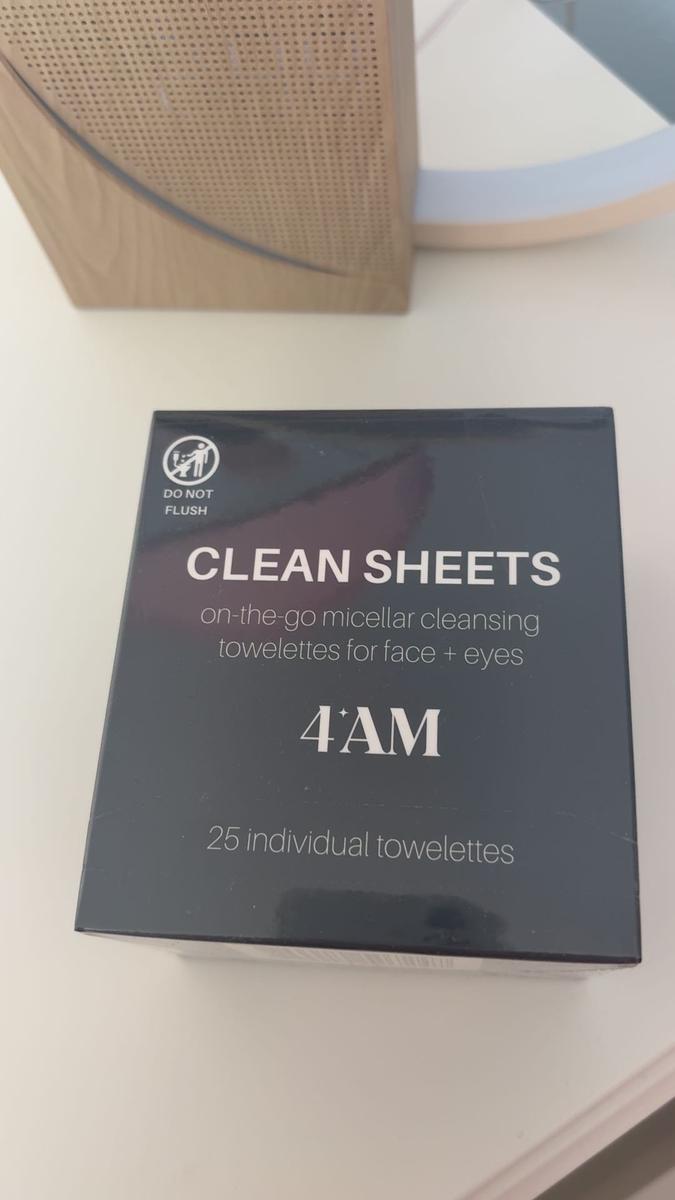 DO NOT
FLUSH
CLEAN SHEETS
on-the-go micellar cleansing
towelettes for face + eyes
4AM
25 individual towelettes